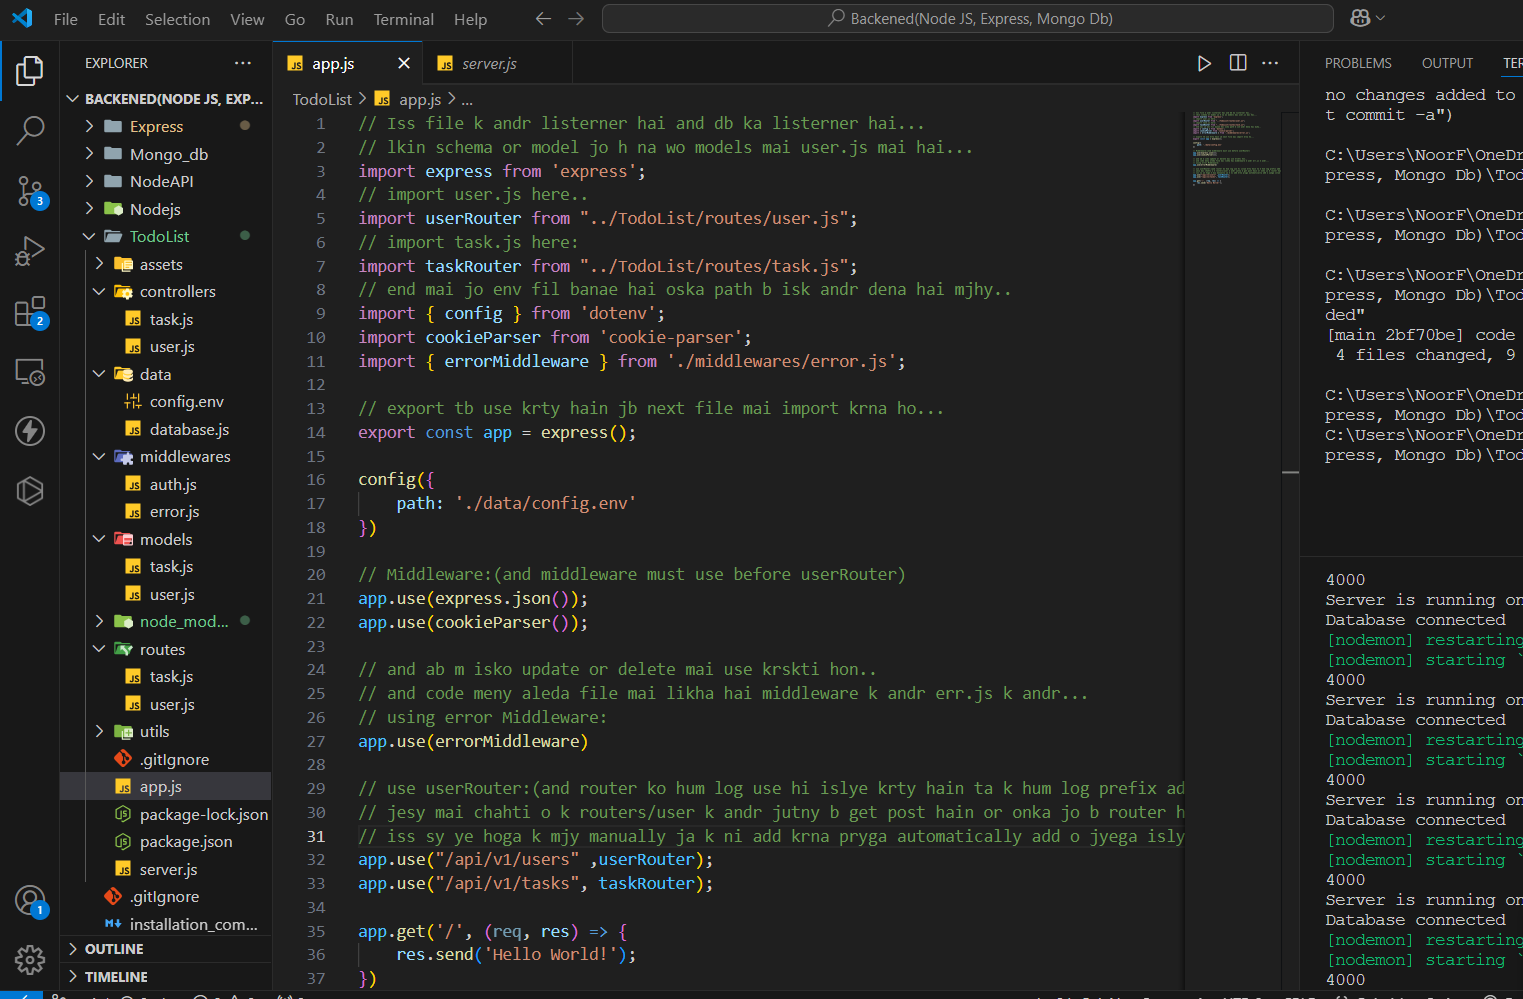 File Edit Selection View Go Run Terminal Help
Backened(Node JS, Express, Mongo Db)
EXPLORER
BACKENED(NODE JS, EXP...
Express
Mongo_db
NodeAPI
Nodejs
TodoList
assets
controllers
task.js
user.js
data
config.env
database.js
middlewares
auth.js
error.js
models
task.js
user.js
node_mod...
routes
task.js
user.js
utils
.gitIgnore
app.js
package-lock.json
package.json
server.js
.gitIgnore
installation_com...
OUTLINE
TIMELINE
3
2
1
app.js
server.js
TodoList > app.js > ...
1 // Iss file k andr listerner hai and db ka listerner hai...
2 // lkin schema or model jo h na wo models mai user.js mai hai...
3 import express from 'express';
4 // import user.js here..
5 import userRouter from "../TodoList/routes/user.js";
6 // import task.js here:
7 import taskRouter from "../TodoList/routes/task.js";
8 // end mai jo env fil banae hai oska path b isk andr dena hai mjhy..
9 import { config } from 'dotenv';
10 import cookieParser from 'cookie-parser';
11 import { errorMiddleware } from './middlewares/error.js';
12
13 // export tb use krty hain jb next file mai import krna ho...
14 export const app = express();
15
16 config({
17 path: './data/config.env'
18 })
19
20 // Middleware:(and middleware must use before userRouter)
21 app.use(express.json());
22 app.use(cookieParser());
23
24 // and ab m isko update or delete mai use krskti hon..
25 // and code meny aleda file mai likha hai middleware k andr err.js k andr...
26 // using error Middleware:
27 app.use(errorMiddleware)
28
29 // use userRouter:(and router ko hum log use hi islye krty hain ta k hum log prefix ad
30 // jesy mai chahti o k routers/user k andr jutny b get post hain or onka jo b router h
31 // iss sy ye hoga k mjy manually ja k ni add krna pryga automatically add o jyega isly
32 app.use("/api/v1/users" ,userRouter);
33 app.use("/api/v1/tasks", taskRouter);
34
35 app.get('/', (req, res) => {
36 res.send('Hello World!');
37 })
PROBLEMS OUTPUT TER
no changes added to
t commit -a")
C:\Users\NoorF\OneDr
press, Mongo Db)\Tod
C:\Users\NoorF\OneDr
press, Mongo Db)\Tod
C:\Users\NoorF\OneDr
press, Mongo Db)\Tod
ded"
[main 2bf70be] code
4 files changed, 9
C:\Users\NoorF\OneDr
press, Mongo Db)\Tod
C:\Users\NoorF\OneDr
press, Mongo Db)\Tod
4000
Server is running on
Database connected
[nodemon] restarting
[nodemon] starting `
4000
Server is running on
Database connected
[nodemon] restarting
[nodemon] starting `
4000
Server is running on
Database connected
[nodemon] restarting
[nodemon] starting `
4000
Server is running on
Database connected
[nodemon] restarting
[nodemon] starting `
4000